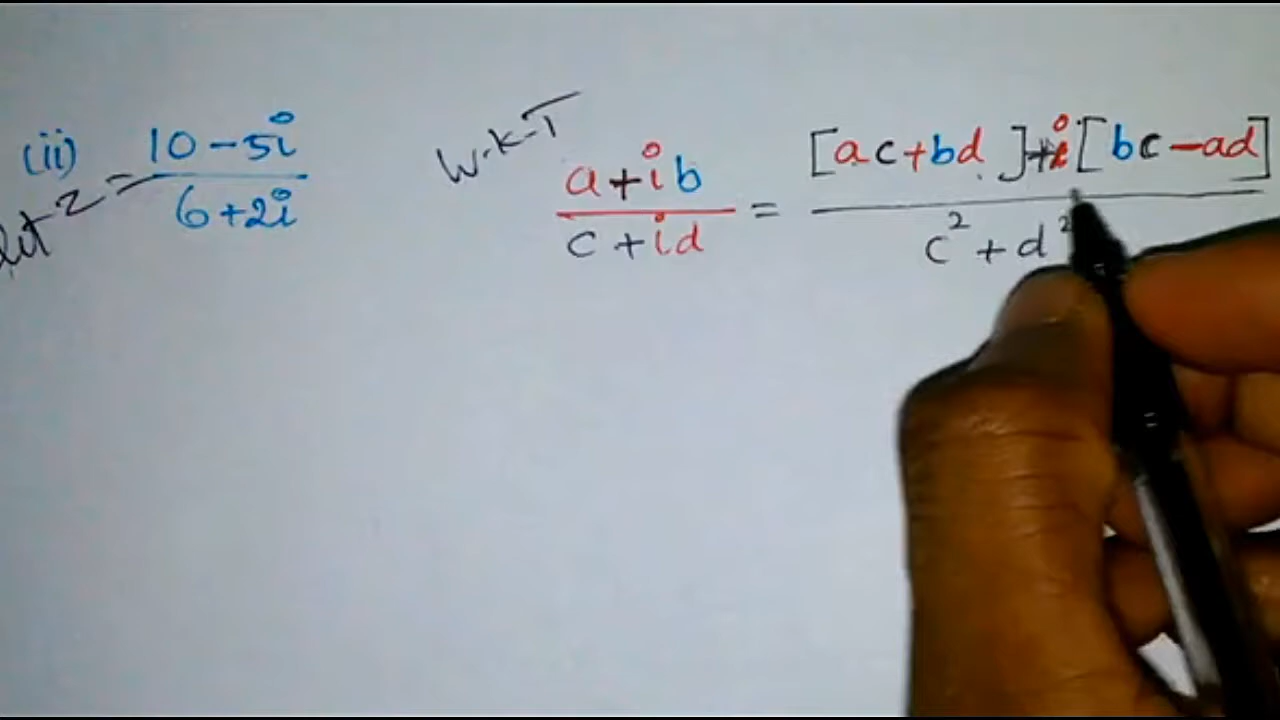 (ii) 10 - 5i
let z = ―――
6 + 2i
W.K.T
a + ib / c + id = [ac + bd] + i[bc - ad] / c² + d²